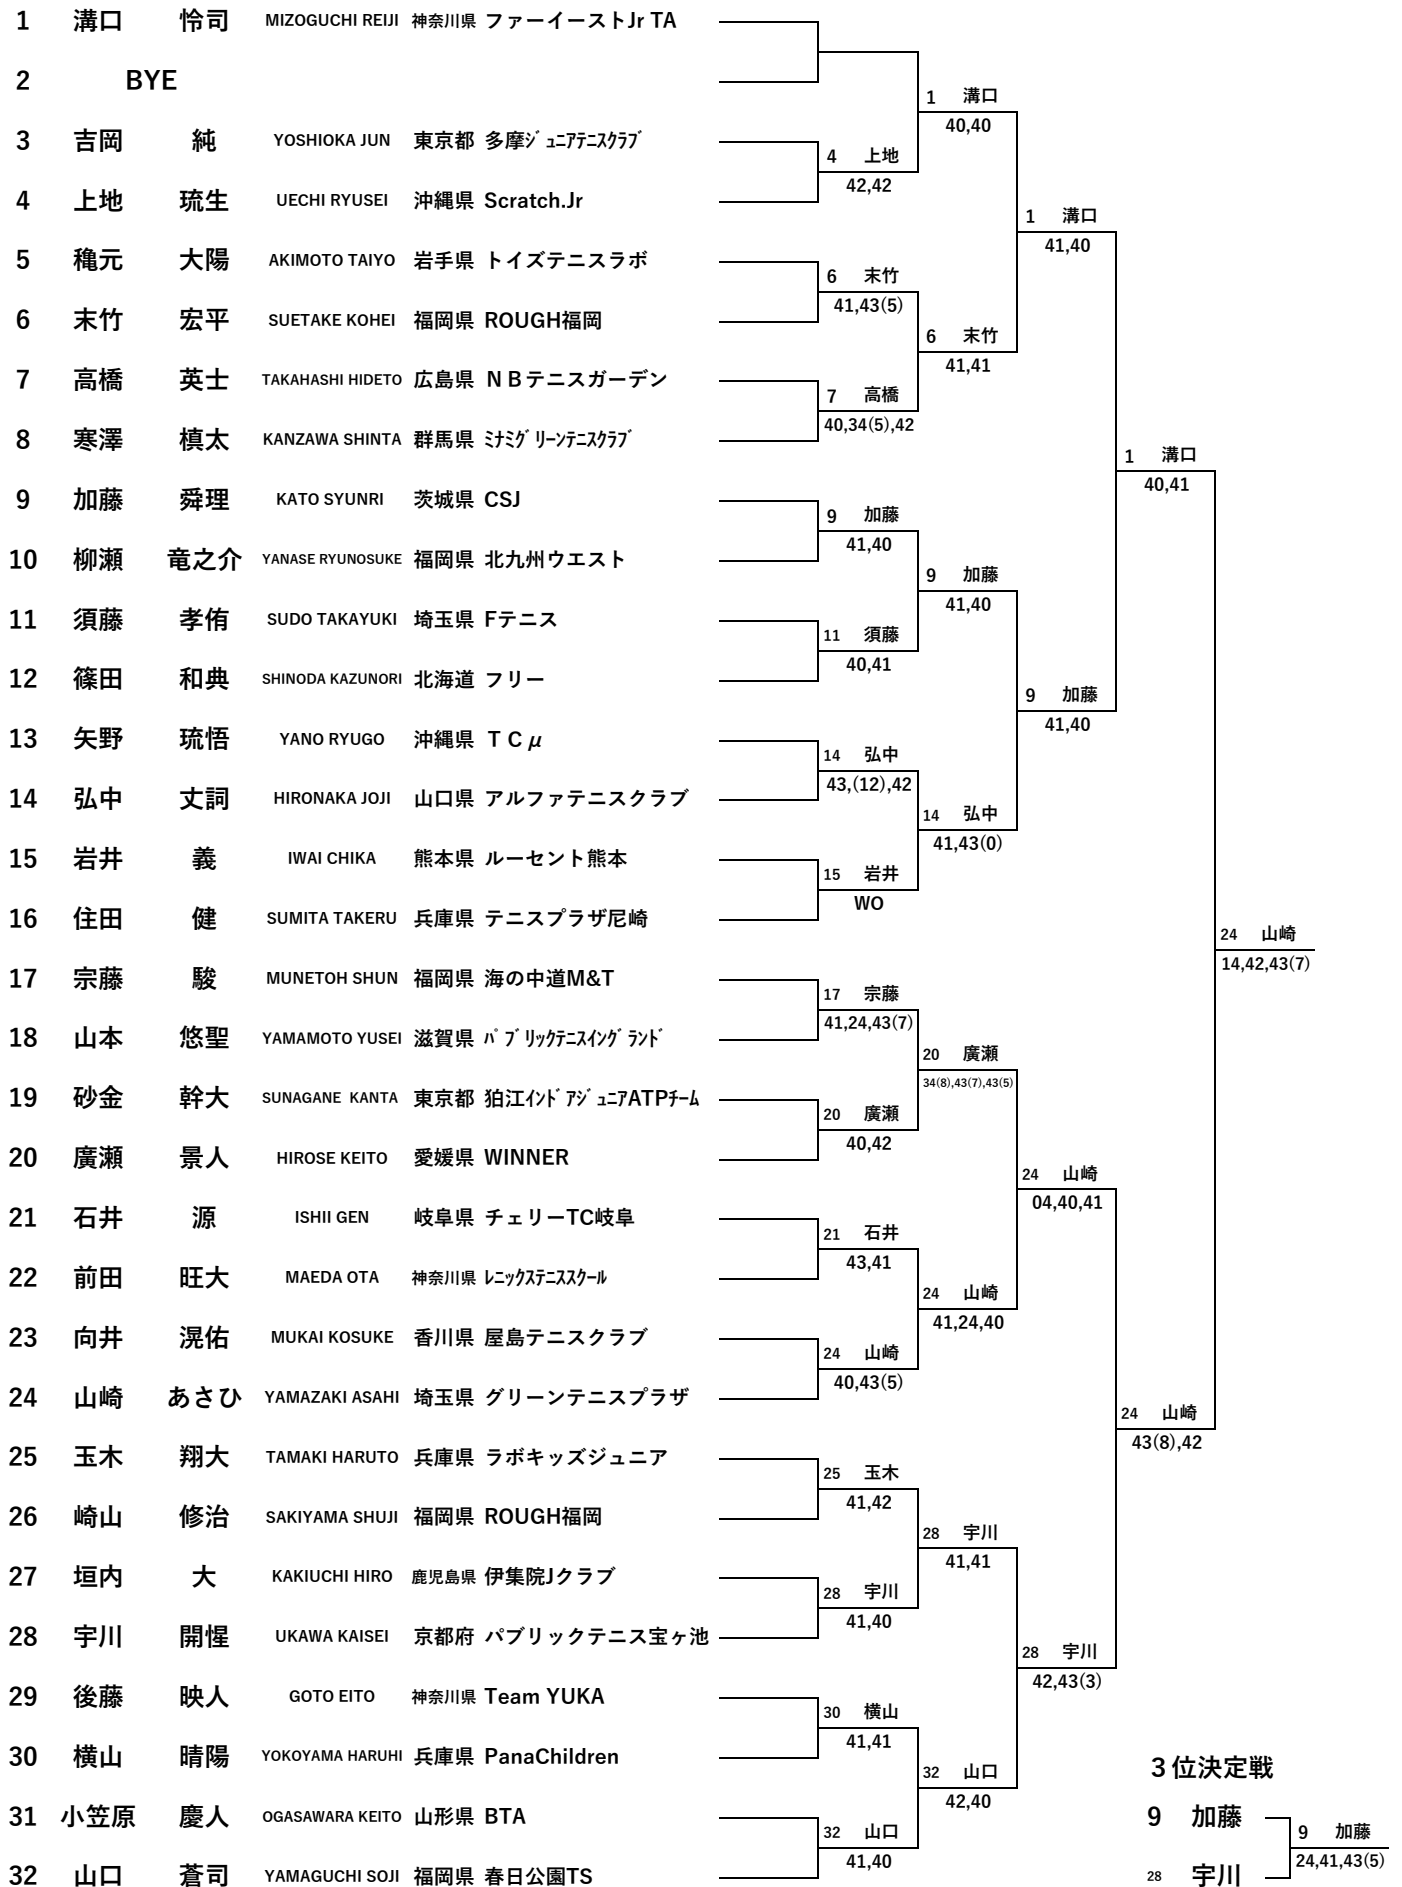 1 溝口 怜司 MIZOGUCHI REIJI 神奈川県 ファーイーストJr TA
2 BYE
3 吉岡 純 YOSHIOKA JUN 東京都 多摩ｼﾞｭﾆｱﾃﾆｽｸﾗﾌﾞ
4 上地 琉生 UECHI RYUSEI 沖縄県 Scratch.Jr
5 穐元 大陽 AKIMOTO TAIYO 岩手県 トイズテニスラボ
6 末竹 宏平 SUETAKE KOHEI 福岡県 ROUGH福岡
7 高橋 英士 TAKAHASHI HIDETO 広島県 ＮＢテニスガーデン
8 寒澤 槙太 KANZAWA SHINTA 群馬県 ﾐﾅﾐｸﾞﾘｰﾝﾃﾆｽｸﾗﾌﾞ
9 加藤 舜理 KATO SYUNRI 茨城県 CSJ
10 柳瀬 竜之介 YANASE RYUNOSUKE 福岡県 北九州ウエスト
11 須藤 孝侑 SUDO TAKAYUKI 埼玉県 Fテニス
12 篠田 和典 SHINODA KAZUNORI 北海道 フリー
13 矢野 琉悟 YANO RYUGO 沖縄県 ＴＣμ
14 弘中 丈詞 HIRONAKA JOJI 山口県 アルファテニスクラブ
15 岩井 義 IWAI CHIKA 熊本県 ルーセント熊本
16 住田 健 SUMITA TAKERU 兵庫県 テニスプラザ尼崎
17 宗藤 駿 MUNETOH SHUN 福岡県 海の中道M&T
18 山本 悠聖 YAMAMOTO YUSEI 滋賀県 ﾊﾟﾌﾞﾘｯｸﾃﾆｽｲﾝｸﾞﾗﾝﾄﾞ
19 砂金 幹大 SUNAGANE KANTA 東京都 狛江ｲﾝﾄﾞｱｼﾞｭﾆｱATPﾁｰﾑ
20 廣瀬 景人 HIROSE KEITO 愛媛県 WINNER
21 石井 源 ISHII GEN 岐阜県 チェリーTC岐阜
22 前田 旺大 MAEDA OTA 神奈川県 ﾚﾆｯｸｽﾃﾆｽｽｸｰﾙ
23 向井 滉佑 MUKAI KOSUKE 香川県 屋島テニスクラブ
24 山崎 あさひ YAMAZAKI ASAHI 埼玉県 グリーンテニスプラザ
25 玉木 翔大 TAMAKI HARUTO 兵庫県 ラボキッズジュニア
26 崎山 修治 SAKIYAMA SHUJI 福岡県 ROUGH福岡
27 垣内 大 KAKIUCHI HIRO 鹿児島県 伊集院Jクラブ
28 宇川 開惺 UKAWA KAISEI 京都府 パブリックテニス宝ヶ池
29 後藤 映人 GOTO EITO 神奈川県 Team YUKA
30 横山 晴陽 YOKOYAMA HARUHI 兵庫県 PanaChildren
31 小笠原 慶人 OGASAWARA KEITO 山形県 BTA
32 山口 蒼司 YAMAGUCHI SOJI 福岡県 春日公園TS
4 上地
42,42
6 末竹
41,43(5)
7 高橋
40,34(5),42
9 加藤
41,40
11 須藤
40,41
14 弘中
43,(12),42
15 岩井
WO
17 宗藤
41,24,43(7)
20 廣瀬
40,42
21 石井
43,41
24 山崎
40,43(5)
25 玉木
41,42
28 宇川
41,40
30 横山
41,41
32 山口
41,40
1 溝口
40,40
6 末竹
41,41
9 加藤
41,40
14 弘中
41,43(0)
20 廣瀬
34(8),43(7),43(5)
24 山崎
41,24,40
28 宇川
41,41
32 山口
42,40
1 溝口
41,40
9 加藤
41,40
24 山崎
04,40,41
28 宇川
42,43(3)
1 溝口
40,41
24 山崎
43(8),42
24 山崎
14,42,43(7)
３位決定戦
9 加藤
28 宇川
9 加藤
24,41,43(5)